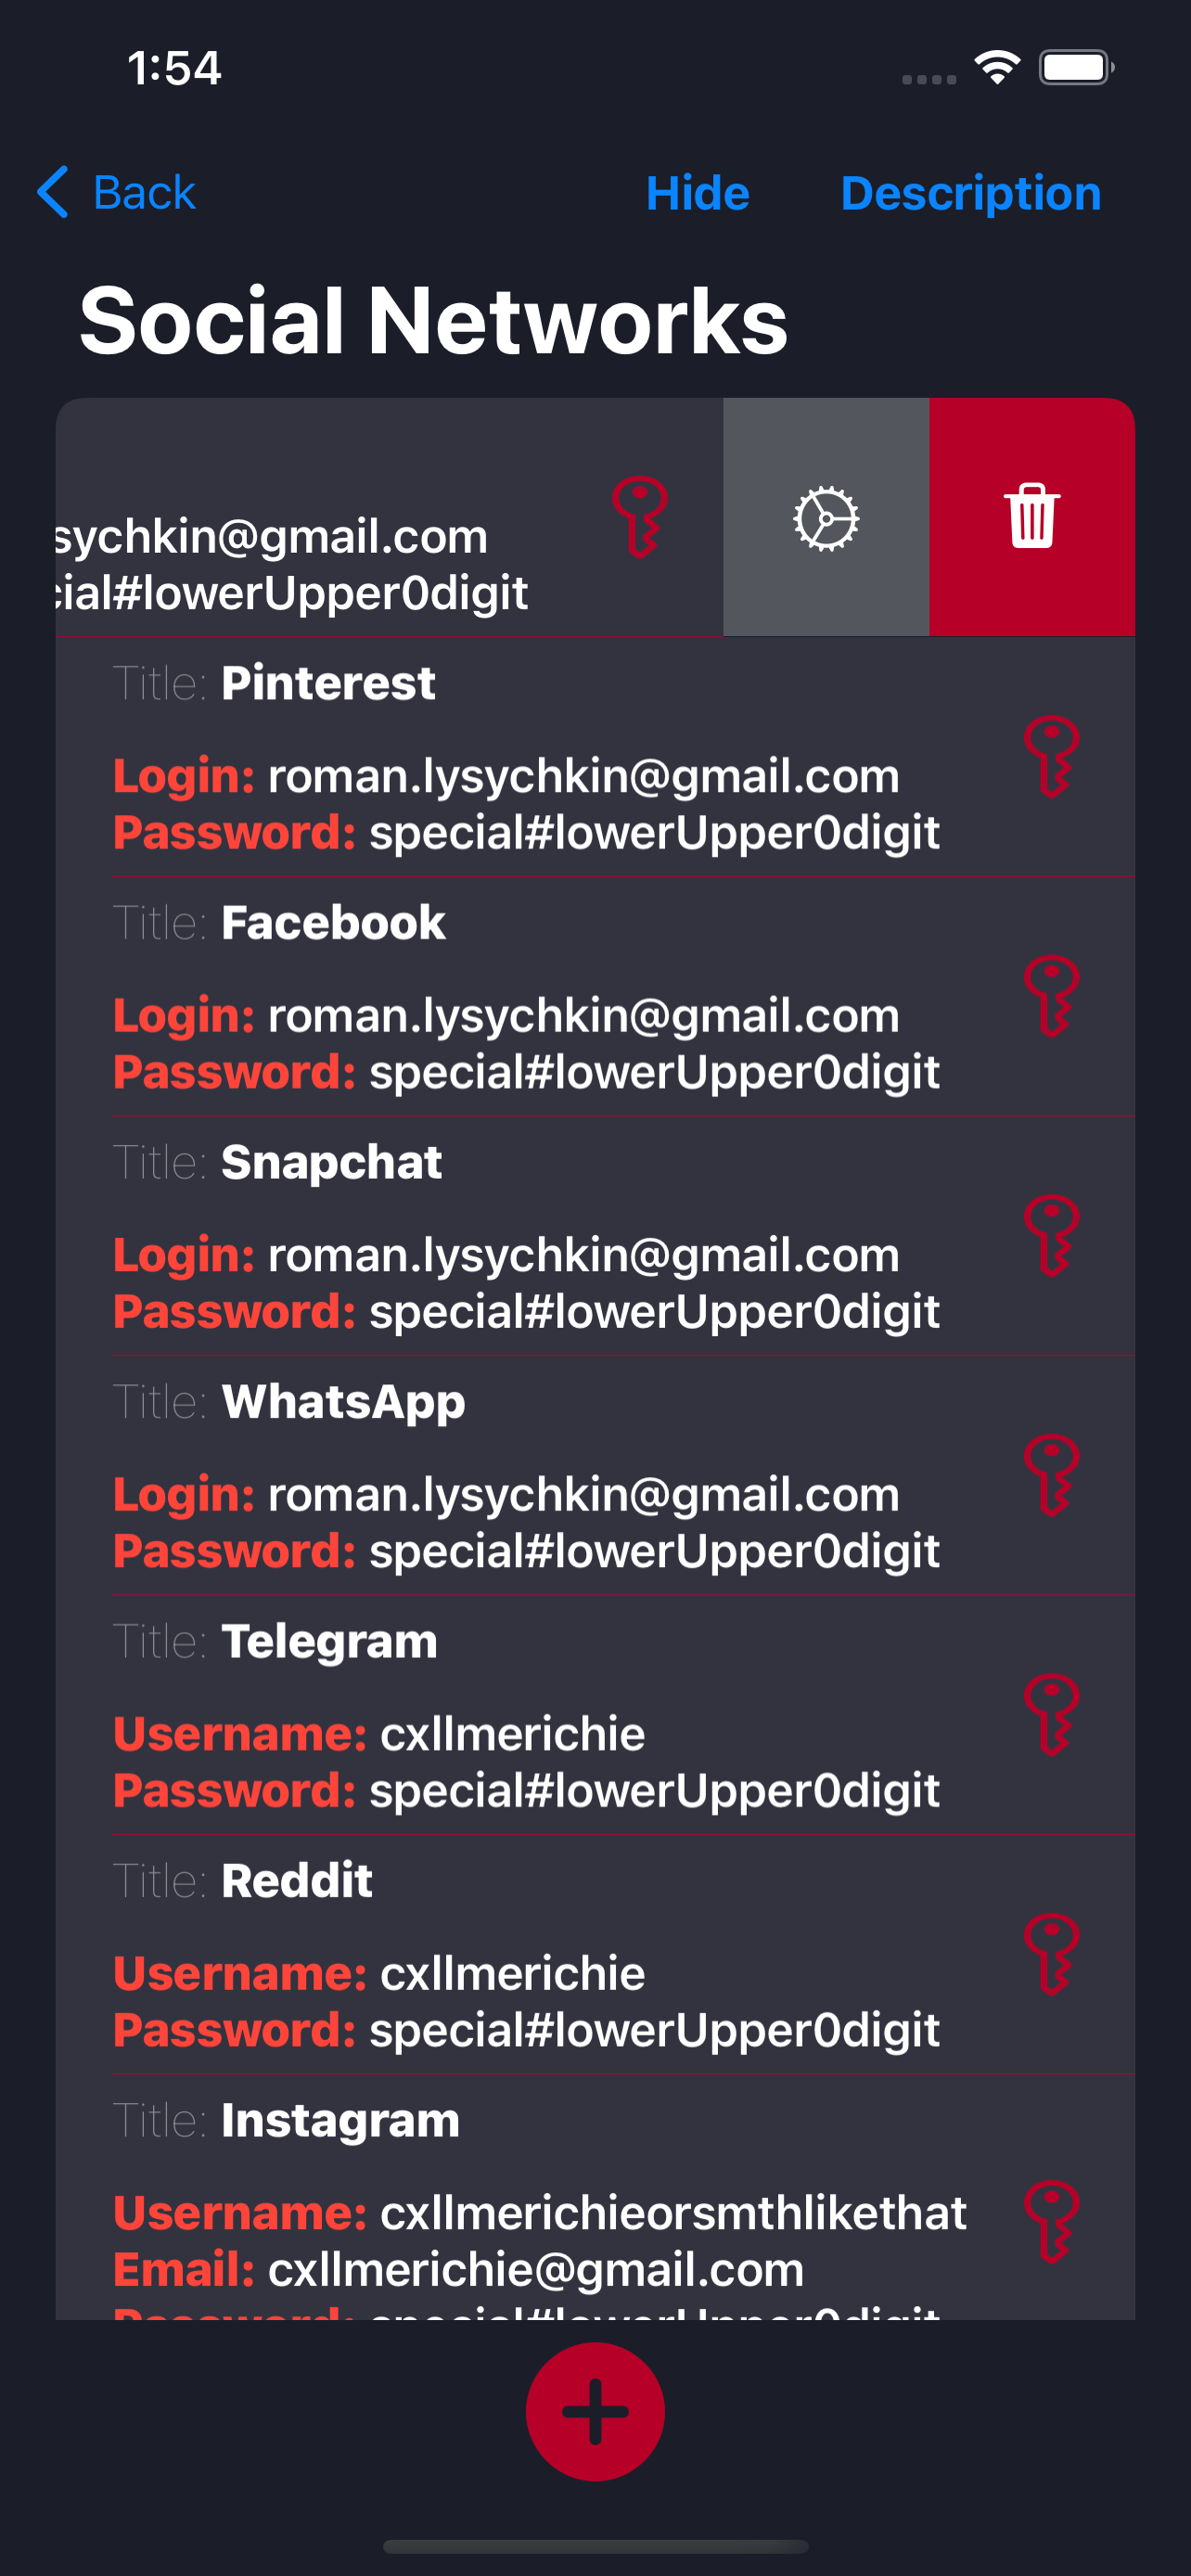 1:54
Back Hide Description
Social Networks
sychkin@gmail.com
cial#lowerUpper0digit
Title: Pinterest
Login: roman.lysychkin@gmail.com
Password: special#lowerUpper0digit
Title: Facebook
Login: roman.lysychkin@gmail.com
Password: special#lowerUpper0digit
Title: Snapchat
Login: roman.lysychkin@gmail.com
Password: special#lowerUpper0digit
Title: WhatsApp
Login: roman.lysychkin@gmail.com
Password: special#lowerUpper0digit
Title: Telegram
Username: cxllmerichie
Password: special#lowerUpper0digit
Title: Reddit
Username: cxllmerichie
Password: special#lowerUpper0digit
Title: Instagram
Username: cxllmerichieorsmthlikethat
Email: cxllmerichie@gmail.com
Password: special#lowerUpper0digit